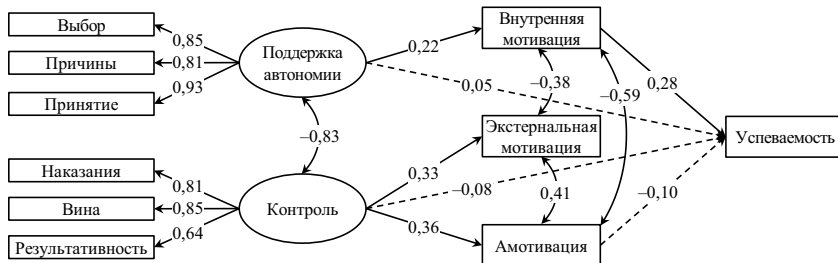 Выбор
Причины
Принятие
0,85
0,81
0,93
Поддержка
автономии
0,22
Внутренняя
мотивация
0,05
–0,38
–0,59
0,28
–0,83
Экстернальная
мотивация
Успеваемость
Наказания
Вина
Результативность
0,81
0,85
0,64
Контроль
0,33
–0,08
0,36
0,41
–0,10
Амотивация